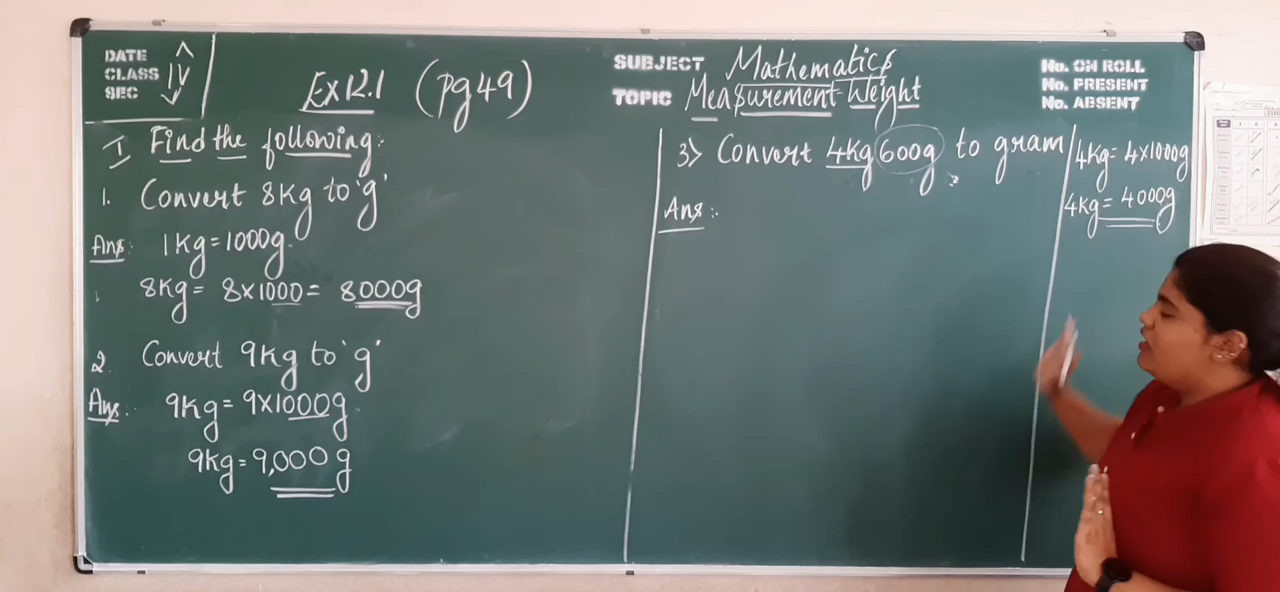 DATE
CLASS IV
SEC
Ex 12.1 (pg 49)
SUBJECT Mathematics
TOPIC Measurement Weight
No. ON ROLL
No. PRESENT
No. ABSENT
I Find the following:
1. Convert 8Kg to 'g'
Ans: 1Kg=1000g.
8Kg= 8×1000= 8000g
2. Convert 9Kg to 'g'
Ans: 9Kg= 9×1000g.
9Kg= 9,000g
3) Convert 4Kg 600g to gram
Ans:
4Kg= 4×1000g
4Kg= 4000g